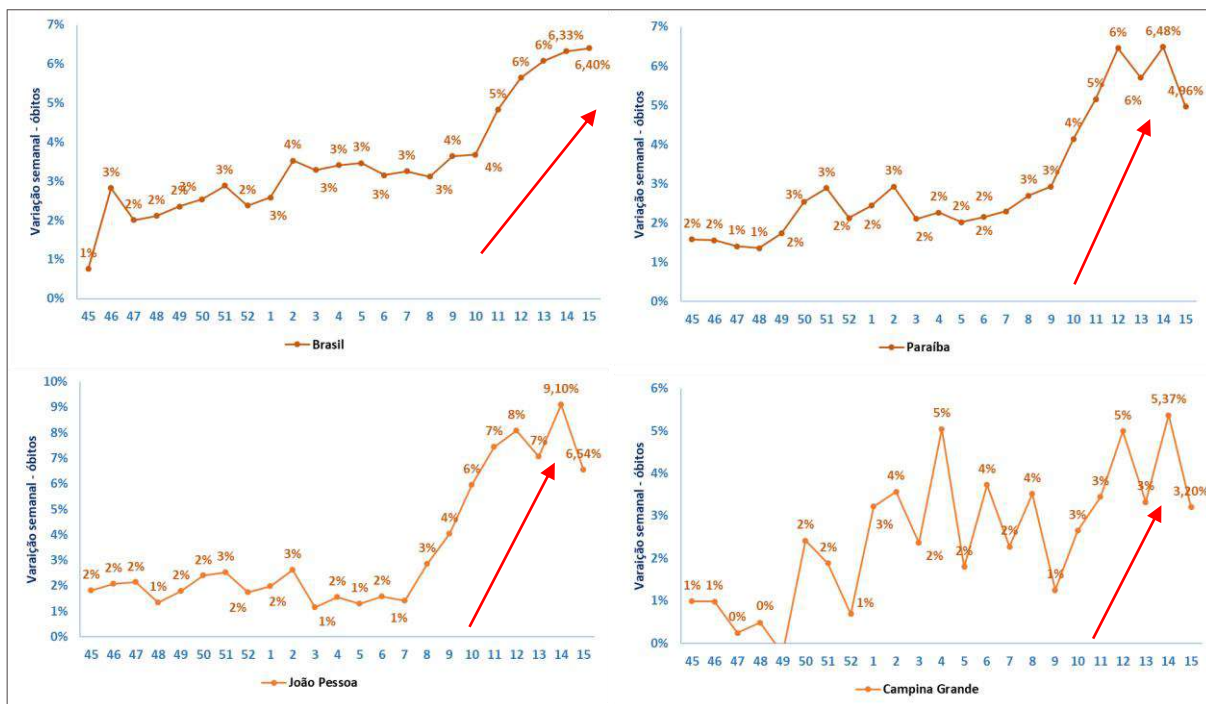 7%
6%
5%
4%
3%
2%
1%
0%
Variação semanal - óbitos
1% 3% 2% 2% 2% 3% 3% 2% 3% 4% 3% 3% 3% 3% 3% 3% 4% 4% 5% 6% 6% 6,33% 6,40%
45 46 47 48 49 50 51 52 1 2 3 4 5 6 7 8 9 10 11 12 13 14 15
Brasil
7%
6%
5%
4%
3%
2%
1%
0%
Variação semanal - óbitos
2% 2% 1% 1% 2% 3% 3% 2% 2% 3% 2% 2% 2% 2% 2% 3% 3% 4% 5% 6% 6% 6,48% 4,96%
45 46 47 48 49 50 51 52 1 2 3 4 5 6 7 8 9 10 11 12 13 14 15
Paraíba
10%
9%
8%
7%
6%
5%
4%
3%
2%
1%
0%
Varaição semanal - óbitos
2% 2% 2% 1% 2% 2% 3% 2% 2% 3% 1% 2% 1% 2% 1% 3% 4% 6% 7% 8% 7% 9,10% 6,54%
45 46 47 48 49 50 51 52 1 2 3 4 5 6 7 8 9 10 11 12 13 14 15
João Pessoa
6%
5%
4%
3%
2%
1%
0%
Varaição semanal - óbitos
1% 1% 0% 0% 2% 2% 1% 3% 4% 2% 5% 2% 4% 2% 4% 1% 3% 3% 5% 3% 5,37% 3,20%
45 46 47 48 49 50 51 52 1 2 3 4 5 6 7 8 9 10 11 12 13 14 15
Campina Grande